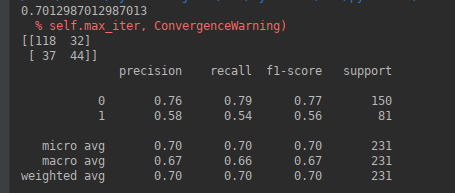 0.7012987012987013
% self.max_iter, ConvergenceWarning)
[[118  32]
 [ 37  44]]
              precision    recall  f1-score   support

           0       0.76      0.79      0.77       150
           1       0.58      0.54      0.56        81

   micro avg       0.70      0.70      0.70       231
   macro avg       0.67      0.66      0.67       231
weighted avg       0.70      0.70      0.70       231